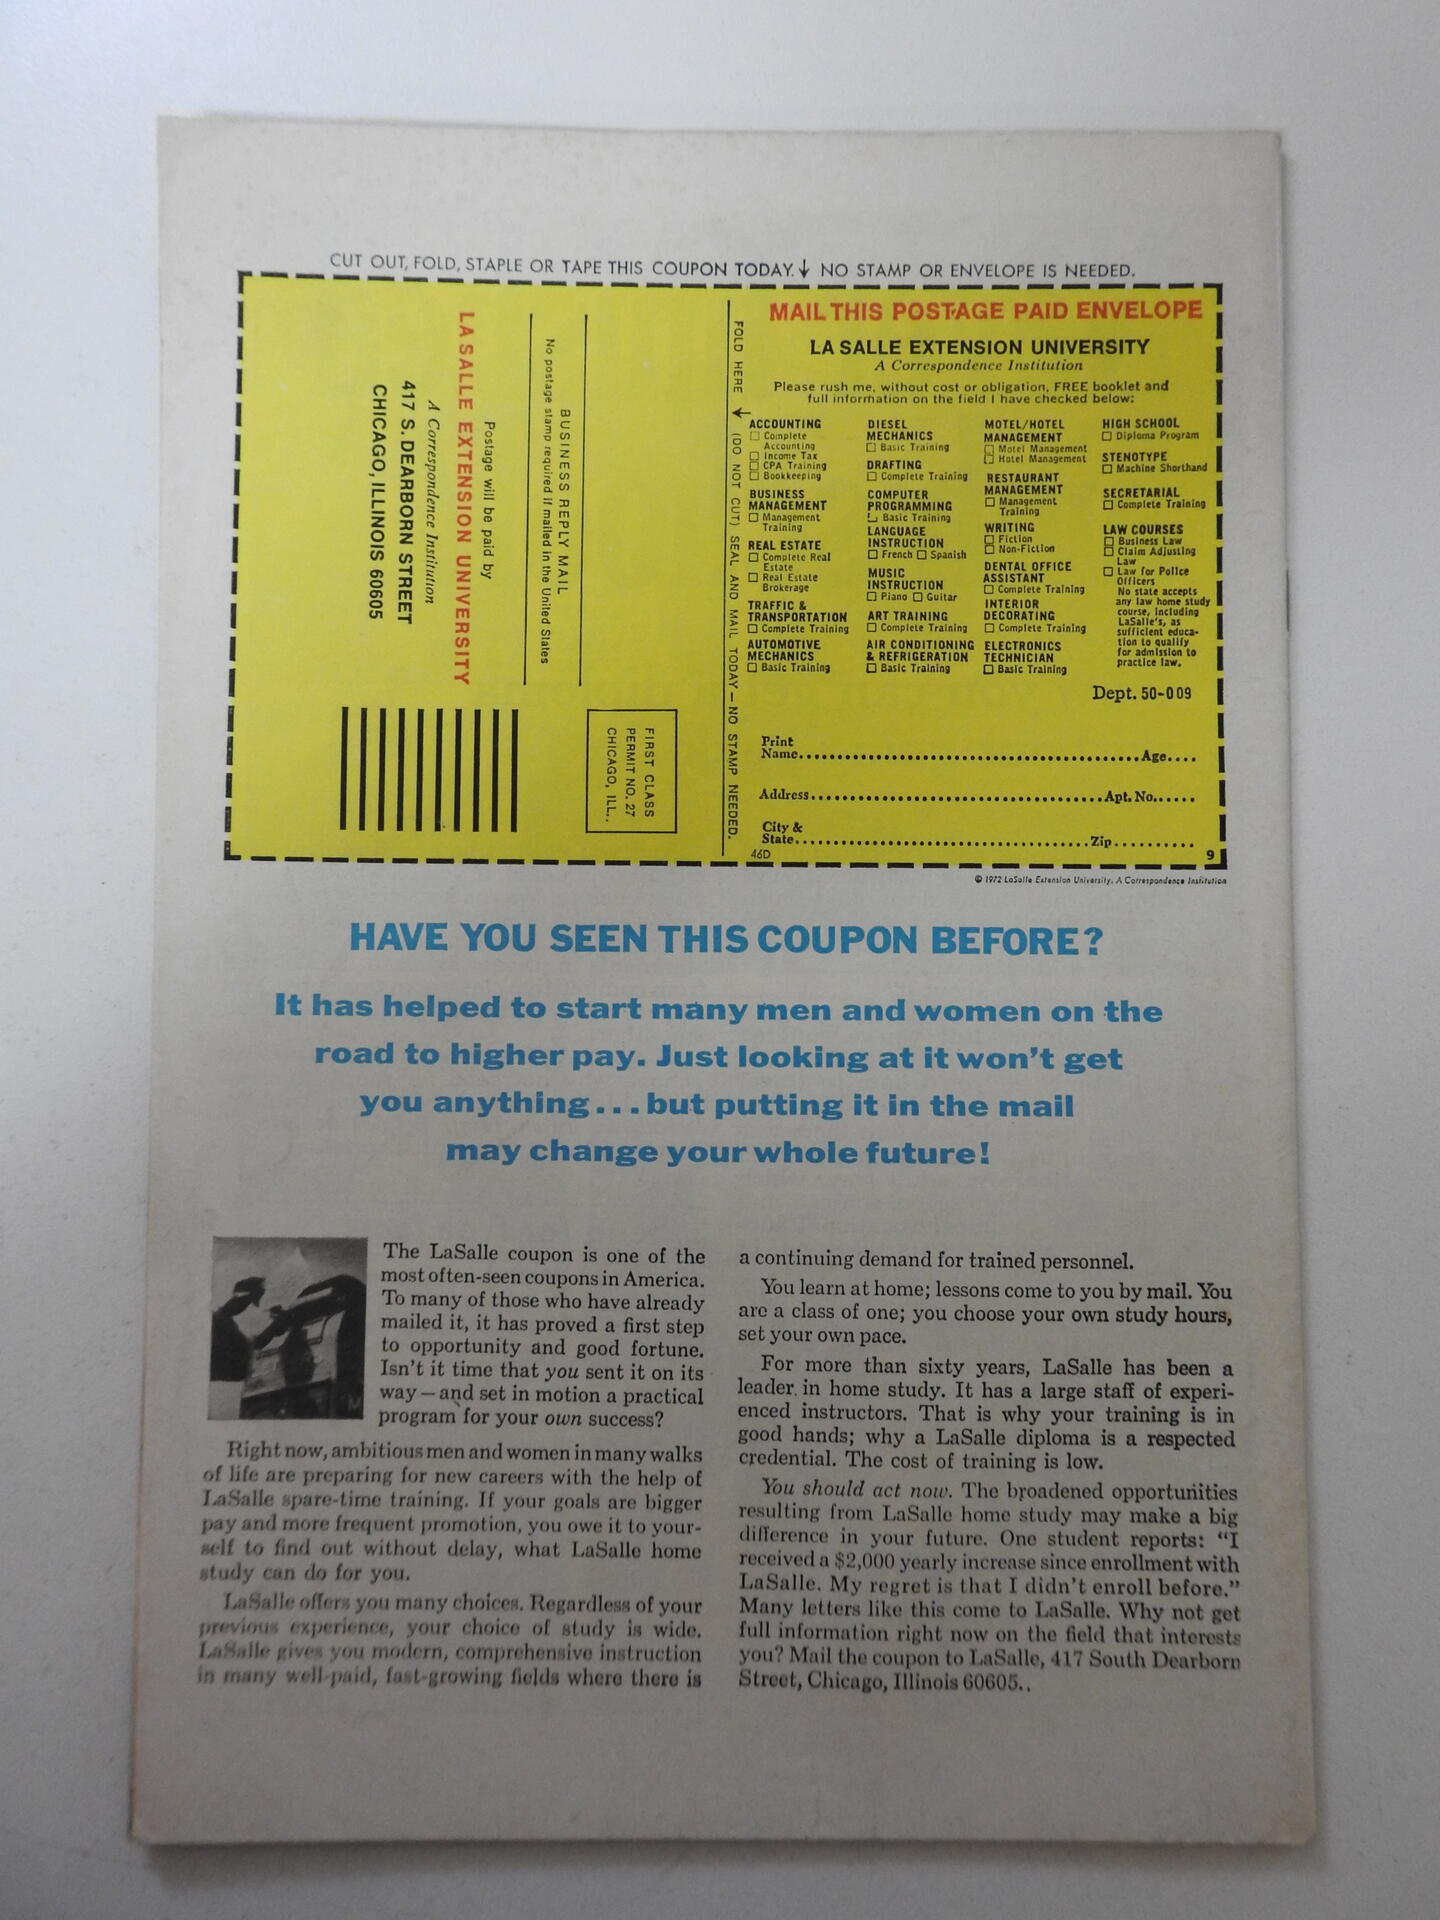 CUT OUT, FOLD, STAPLE OR TAPE THIS COUPON TODAY. ↓ NO STAMP OR ENVELOPE IS NEEDED.
FIRST CLASS
PERMIT NO. 27
CHICAGO, ILL.
BUSINESS REPLY MAIL
No postage stamp required if mailed in the United States
Postage will be paid by
LA SALLE EXTENSION UNIVERSITY
A Correspondence Institution
417 S. DEARBORN STREET
CHICAGO, ILLINOIS 60605
FOLD HERE → (DO NOT CUT) SEAL AND MAIL TODAY — NO STAMP NEEDED.
MAIL THIS POSTAGE PAID ENVELOPE
LA SALLE EXTENSION UNIVERSITY
A Correspondence Institution
Please rush me, without cost or obligation, FREE booklet and
full information on the field I have checked below:
ACCOUNTING
☐ Complete
Accounting
☐ Income Tax
☐ CPA Training
☐ Bookkeeping
BUSINESS
MANAGEMENT
☐ Management
Training
REAL ESTATE
☐ Complete Real
Estate
☐ Real Estate
Brokerage
TRAFFIC &
TRANSPORTATION
☐ Complete Training
AUTOMOTIVE
MECHANICS
☐ Basic Training
DIESEL
MECHANICS
☐ Basic Training
DRAFTING
☐ Complete Training
COMPUTER
PROGRAMMING
☐ Basic Training
LANGUAGE
INSTRUCTION
☐ French ☐ Spanish
MUSIC
INSTRUCTION
☐ Piano ☐ Guitar
ART TRAINING
☐ Complete Training
AIR CONDITIONING
& REFRIGERATION
☐ Basic Training
MOTEL/HOTEL
MANAGEMENT
☐ Motel Management
☐ Hotel Management
RESTAURANT
MANAGEMENT
☐ Management
Training
WRITING
☐ Fiction
☐ Non-Fiction
DENTAL OFFICE
ASSISTANT
☐ Complete Training
INTERIOR
DECORATING
☐ Complete Training
ELECTRONICS
TECHNICIAN
☐ Basic Training
HIGH SCHOOL
☐ Diploma Program
STENOTYPE
☐ Machine Shorthand
SECRETARIAL
☐ Complete Training
LAW COURSES
☐ Business Law
☐ Claim Adjusting
Law
☐ Law for Police
Officers
No state accepts
any law home study
course, including
LaSalle's, as
sufficient educa-
tion to qualify
for admission to
practice law.
Dept. 50-009
Print
Name........Age....
Address........Apt. No......
City &
State........Zip..........
46D 9
© 1972 LaSalle Extension University, A Correspondence Institution
HAVE YOU SEEN THIS COUPON BEFORE?
It has helped to start many men and women on the
road to higher pay. Just looking at it won't get
you anything...but putting it in the mail
may change your whole future!
The LaSalle coupon is one of the
most often-seen coupons in America.
To many of those who have already
mailed it, it has proved a first step
to opportunity and good fortune.
Isn't it time that you sent it on its
way — and set in motion a practical
program for your own success?
Right now, ambitious men and women in many walks
of life are preparing for new careers with the help of
LaSalle spare-time training. If your goals are bigger
pay and more frequent promotion, you owe it to your-
self to find out without delay, what LaSalle home
study can do for you.
LaSalle offers you many choices. Regardless of your
previous experience, your choice of study is wide.
LaSalle gives you modern, comprehensive instruction
in many well-paid, fast-growing fields where there is
a continuing demand for trained personnel.
You learn at home; lessons come to you by mail. You
are a class of one; you choose your own study hours,
set your own pace.
For more than sixty years, LaSalle has been a
leader in home study. It has a large staff of experi-
enced instructors. That is why your training is in
good hands; why a LaSalle diploma is a respected
credential. The cost of training is low.
You should act now. The broadened opportunities
resulting from LaSalle home study may make a big
difference in your future. One student reports: "I
received a $2,000 yearly increase since enrollment with
LaSalle. My regret is that I didn't enroll before."
Many letters like this come to LaSalle. Why not get
full information right now on the field that interests
you? Mail the coupon to LaSalle, 417 South Dearborn
Street, Chicago, Illinois 60605..